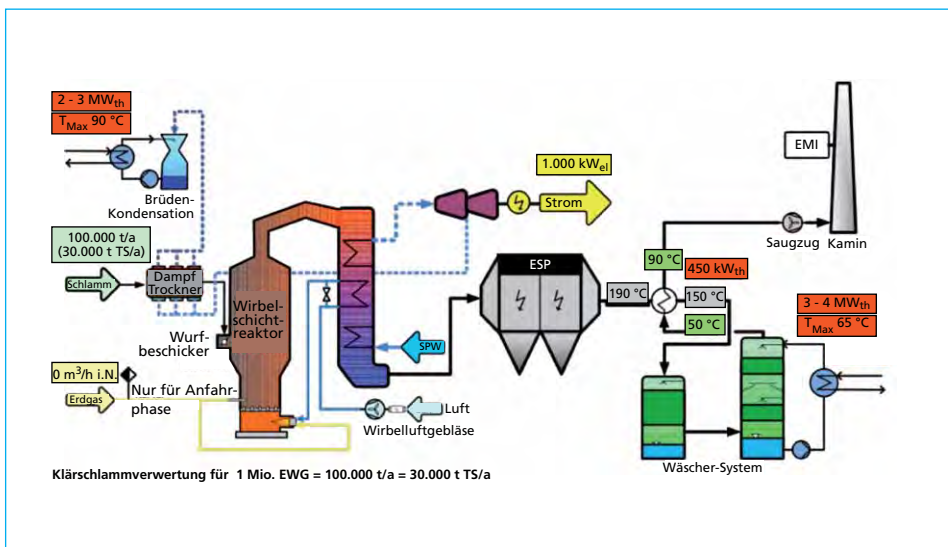 2 - 3 MWth
TMax 90 °C
Brüden-
Kondensation
100.000 t/a
(30.000 t TS/a)
Schlamm
Dampf
Trockner
Wurf-
beschicker
0 m³/h i.N.
Erdgas
Nur für Anfahr-
phase
Wirbel-
schicht-
reaktor
1.000 kWel
Strom
SPW
Luft
Wirbelluftgebläse
ESP
190 °C
90 °C
450 kWth
150 °C
50 °C
Saugzug
Kamin
EMI
3 - 4 MWth
TMax 65 °C
Wäscher-System
Klärschlammverwertung für 1 Mio. EWG = 100.000 t/a = 30.000 t TS/a